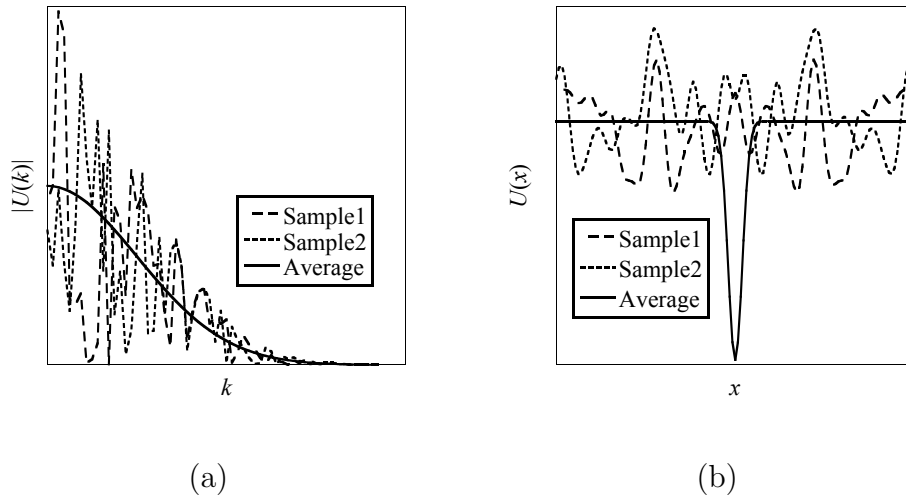 |U(k)|
Sample1
Sample2
Average
k
(a)
U(x)
Sample1
Sample2
Average
x
(b)